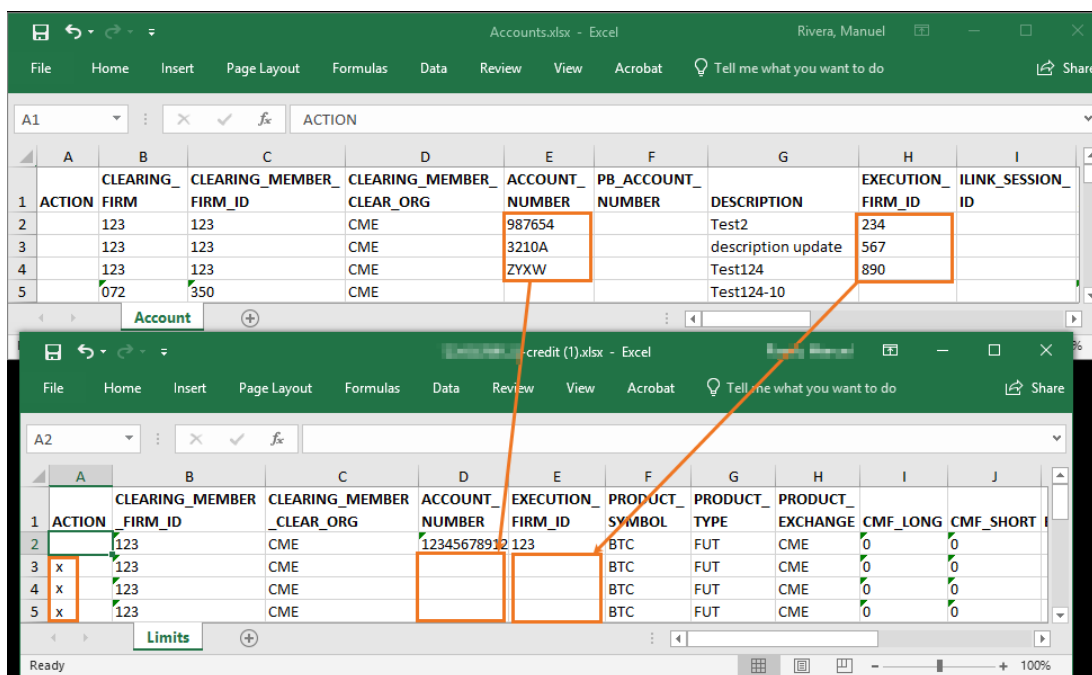 Accounts.xlsx - Excel Rivera, Manuel
File Home Insert Page Layout Formulas Data Review View Acrobat Tell me what you want to do Share
A1 fx ACTION
A B C D E F G H I
CLEARING_ CLEARING_MEMBER_ CLEARING_MEMBER_ ACCOUNT_ PB_ACCOUNT_ EXECUTION_ ILINK_SESSION_
1 ACTION FIRM FIRM_ID CLEAR_ORG NUMBER NUMBER DESCRIPTION FIRM_ID ID
2 123 123 CME 987654 Test2 234
3 123 123 CME 3210A description update 567
4 123 123 CME ZYXW Test124 890
5 072 350 CME Test124-10
Account
%
-credit (1).xlsx - Excel
File Home Insert Page Layout Formulas Data Review View Acrobat Tell me what you want to do Share
A2 fx
A B C D E F G H I J
CLEARING_MEMBER CLEARING_MEMBER ACCOUNT_ EXECUTION_ PRODUCT_ PRODUCT_ PRODUCT_
1 ACTION _FIRM_ID _CLEAR_ORG NUMBER FIRM_ID SYMBOL TYPE EXCHANGE CMF_LONG CMF_SHORT
2 123 CME 12345678912 123 BTC FUT CME 0 0
3 x 123 CME BTC FUT CME 0 0
4 x 123 CME BTC FUT CME 0 0
5 x 123 CME BTC FUT CME 0 0
Limits
Ready 100%